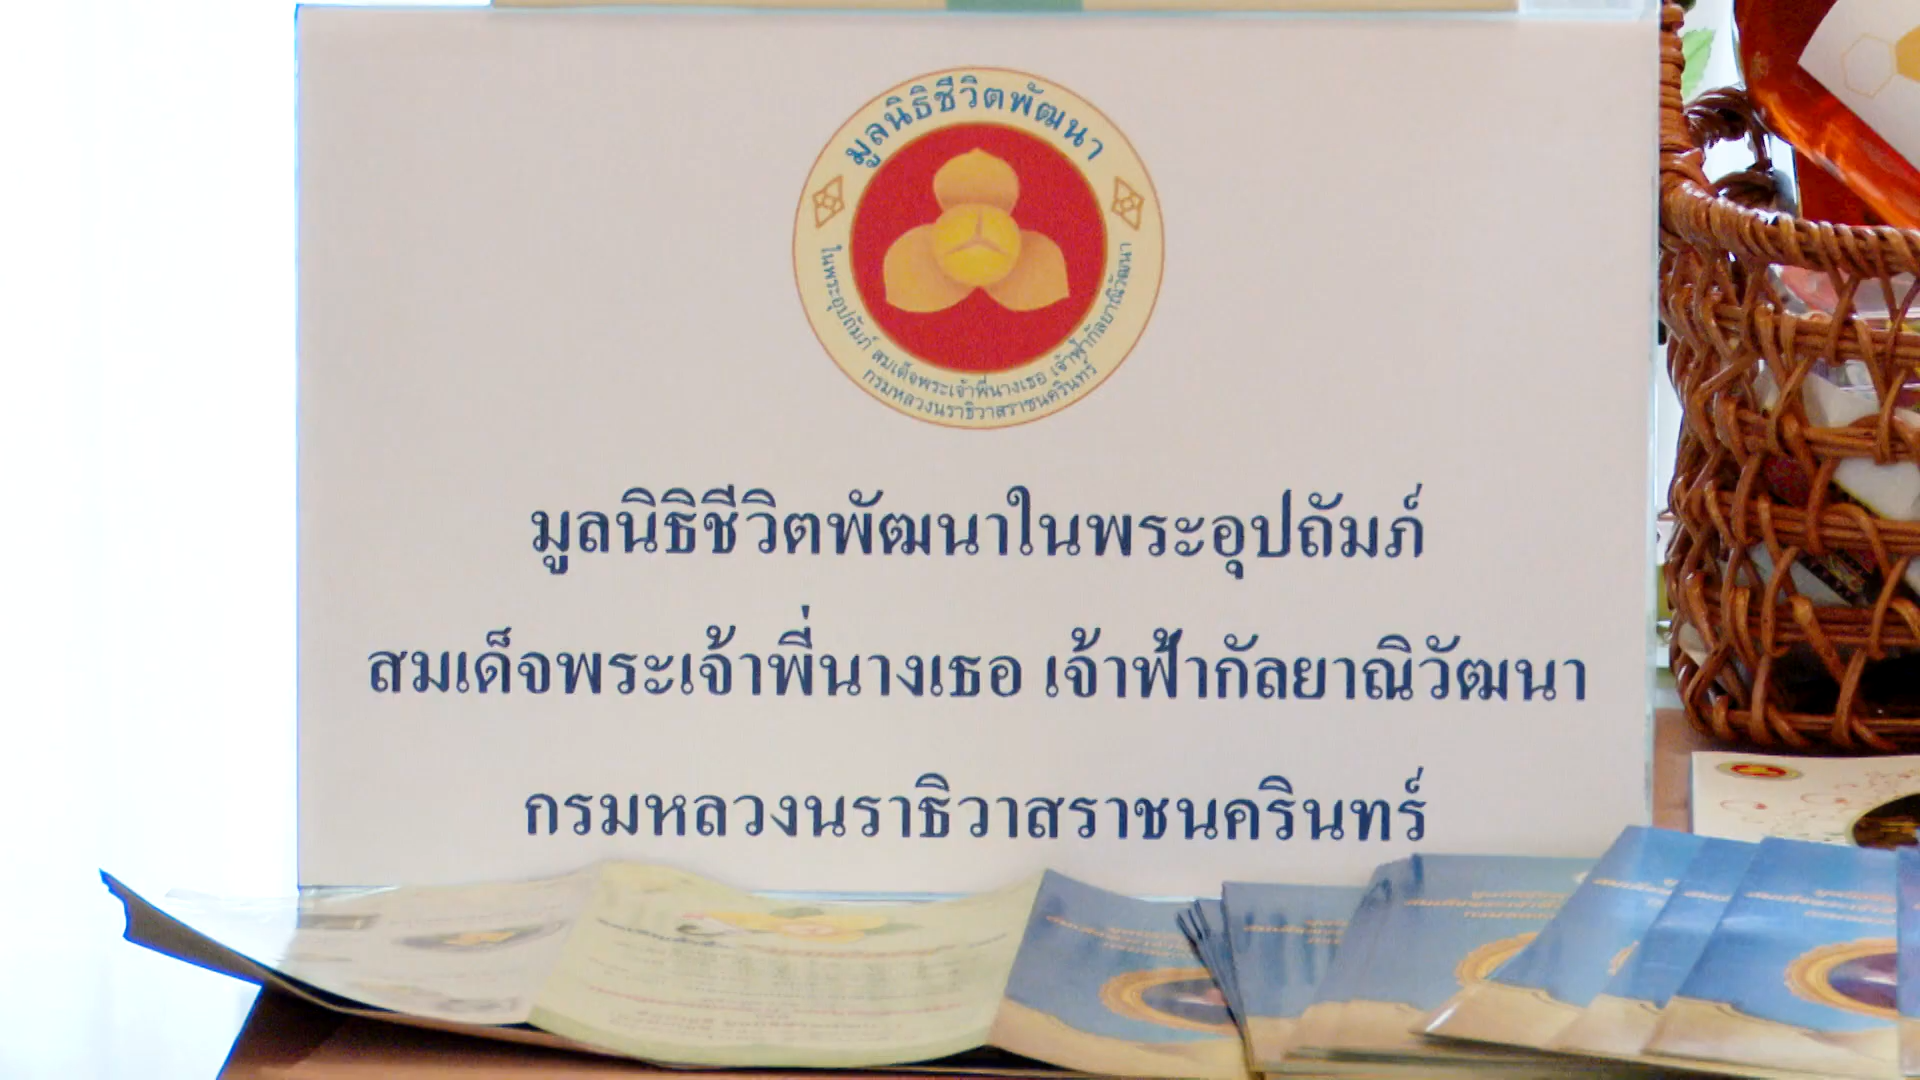 มูลนิธิชีวิตพัฒนา
ในพระอุปถัมภ์ สมเด็จพระเจ้าพี่นางเธอ เจ้าฟ้ากัลยาณิวัฒนา
กรมหลวงนราธิวาสราชนครินทร์
มูลนิธิชีวิตพัฒนาในพระอุปถัมภ์
สมเด็จพระเจ้าพี่นางเธอ เจ้าฟ้ากัลยาณิวัฒนา
กรมหลวงนราธิวาสราชนครินทร์